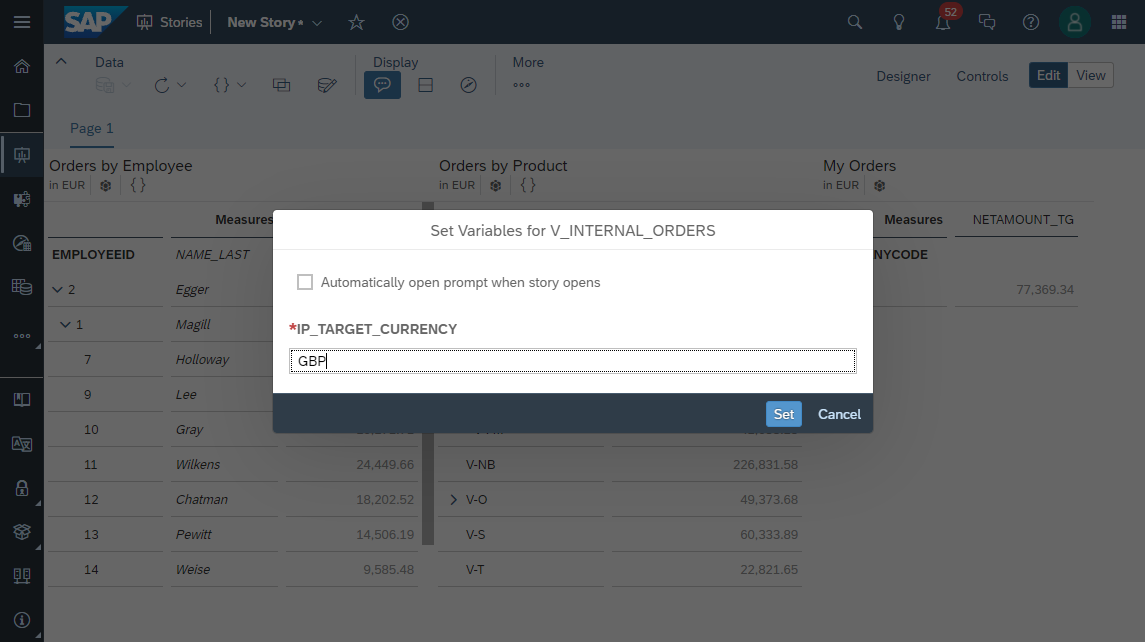 SAP Stories New Story* 52
Data Display More
Designer Controls Edit View
Page 1
Orders by Employee Orders by Product My Orders
in EUR in EUR in EUR
Measures Measures NETAMOUNT_TG
EMPLOYEEID NAME_LAST NYCODE
2 Egger 77,369.34
1 Magill
7 Holloway
9 Lee
10 Gray
11 Wilkens 24,449.66 V-NB 226,831.58
12 Chatman 18,202.52 V-O 49,373.68
13 Pewitt 14,506.19 V-S 60,333.89
14 Weise 9,585.48 V-T 22,821.65
Set Variables for V_INTERNAL_ORDERS
Automatically open prompt when story opens
*IP_TARGET_CURRENCY
GBP
Set Cancel